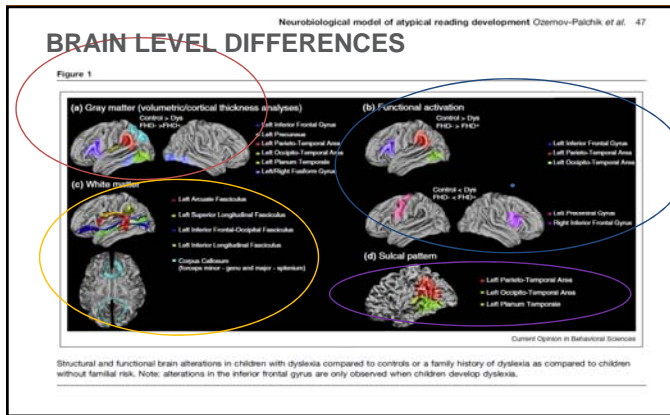 Neurobiological model of atypical reading development Ozernov-Palchik et al. 47
BRAIN LEVEL DIFFERENCES
Figure 1
(a) Gray matter (volumetric/cortical thickness analyses)
Control > Dys
FHD- >FHD+
Left Inferior Frontal Gyrus
Left Precuneus
Left Parieto-Temporal Area
Left Occipito-Temporal Area
Left Planum Temporale
Left/Right Fusiform Gyrus
(b) Functional activation
Control > Dys
FHD- > FHD+
Left Inferior Frontal Gyrus
Left Parieto-Temporal Area
Left Occipito-Temporal Area
Control < Dys
FHD- < FHD+
Left Precentral Gyrus
Right Inferior Frontal Gyrus
(c) White matter
Left Arcuate Fasciculus
Left Superior Longitudinal Fasciculus
Left Inferior Frontal-Occipital Fasciculus
Left Inferior Longitudinal Fasciculus
Corpus Callosum
(forceps minor - genu and major - splenium)
(d) Sulcal pattern
Left Parieto-Temporal Area
Left Occipito-Temporal Area
Left Planum Temporale
Current Opinion in Behavioral Sciences
Structural and functional brain alterations in children with dyslexia compared to controls or a family history of dyslexia as compared to children
without familial risk. Note: alterations in the inferior frontal gyrus are only observed when children develop dyslexia.